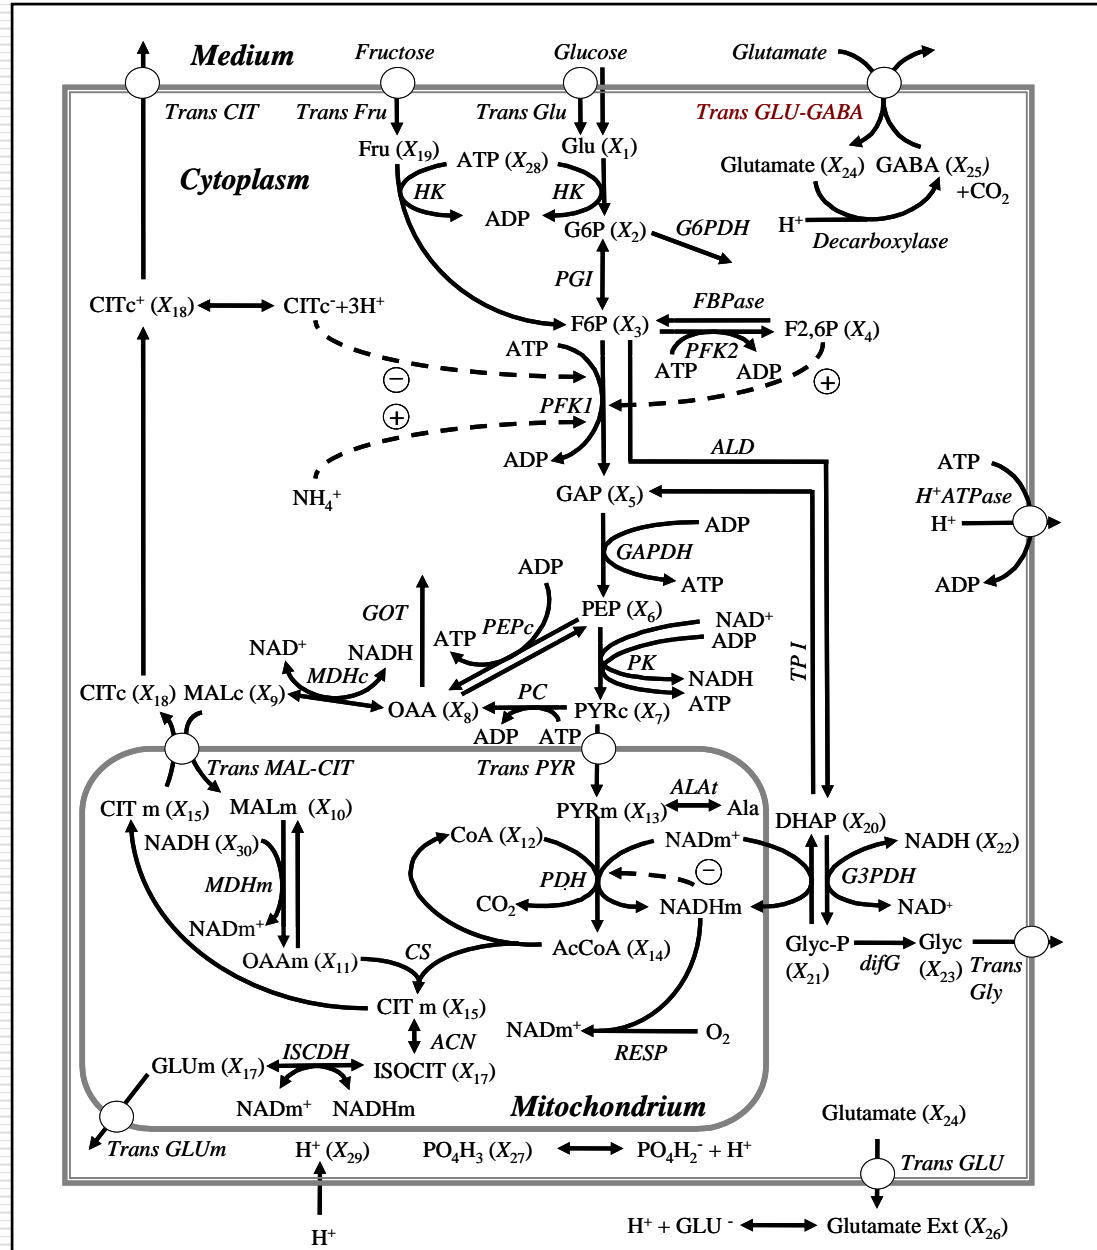 Medium
Fructose
Glucose
Glutamate
Trans CIT
Trans Fru
Trans Glu
Trans GLU-GABA
Fru (X19)
ATP (X28)
Glu (X1)
Glutamate (X24)
GABA (X25)
+CO2
Cytoplasm
HK
HK
ADP
G6P (X2)
G6PDH
H+
Decarboxylase
PGI
CITc+ (X18)
CITc-+3H+
FBPase
F6P (X3)
F2,6P (X4)
ATP
PFK2
ATP
ADP
−
+
+
PFK1
ADP
ALD
NH4+
GAP (X5)
ATP
H+ATPase
H+
ADP
ADP
GAPDH
ATP
ADP
PEP (X6)
GOT
PEPc
ATP
NAD+
ADP
PK
NADH
ATP
TP I
NAD+
NADH
MDHc
CITc (X18)
MALc (X9)
OAA (X8)
PC
PYRc (X7)
ADP
ATP
Trans MAL-CIT
Trans PYR
CIT m (X15)
MALm (X10)
PYRm (X13)
ALAt
Ala
DHAP (X20)
NADH (X30)
CoA (X12)
NADm+
NADH (X22)
MDHm
PDH
−
G3PDH
CO2
NADHm
NAD+
NADm+
OAAm (X11)
CS
AcCoA (X14)
Glyc-P (X21)
difG
Glyc (X23)
Trans Gly
CIT m (X15)
NADm+
O2
RESP
ACN
GLUm (X17)
ISCDH
ISOCIT (X17)
NADm+
NADHm
Mitochondrium
Glutamate (X24)
Trans GLUm
H+ (X29)
PO4H3 (X27)
PO4H2- + H+
Trans GLU
H+
H+ + GLU -
Glutamate Ext (X26)